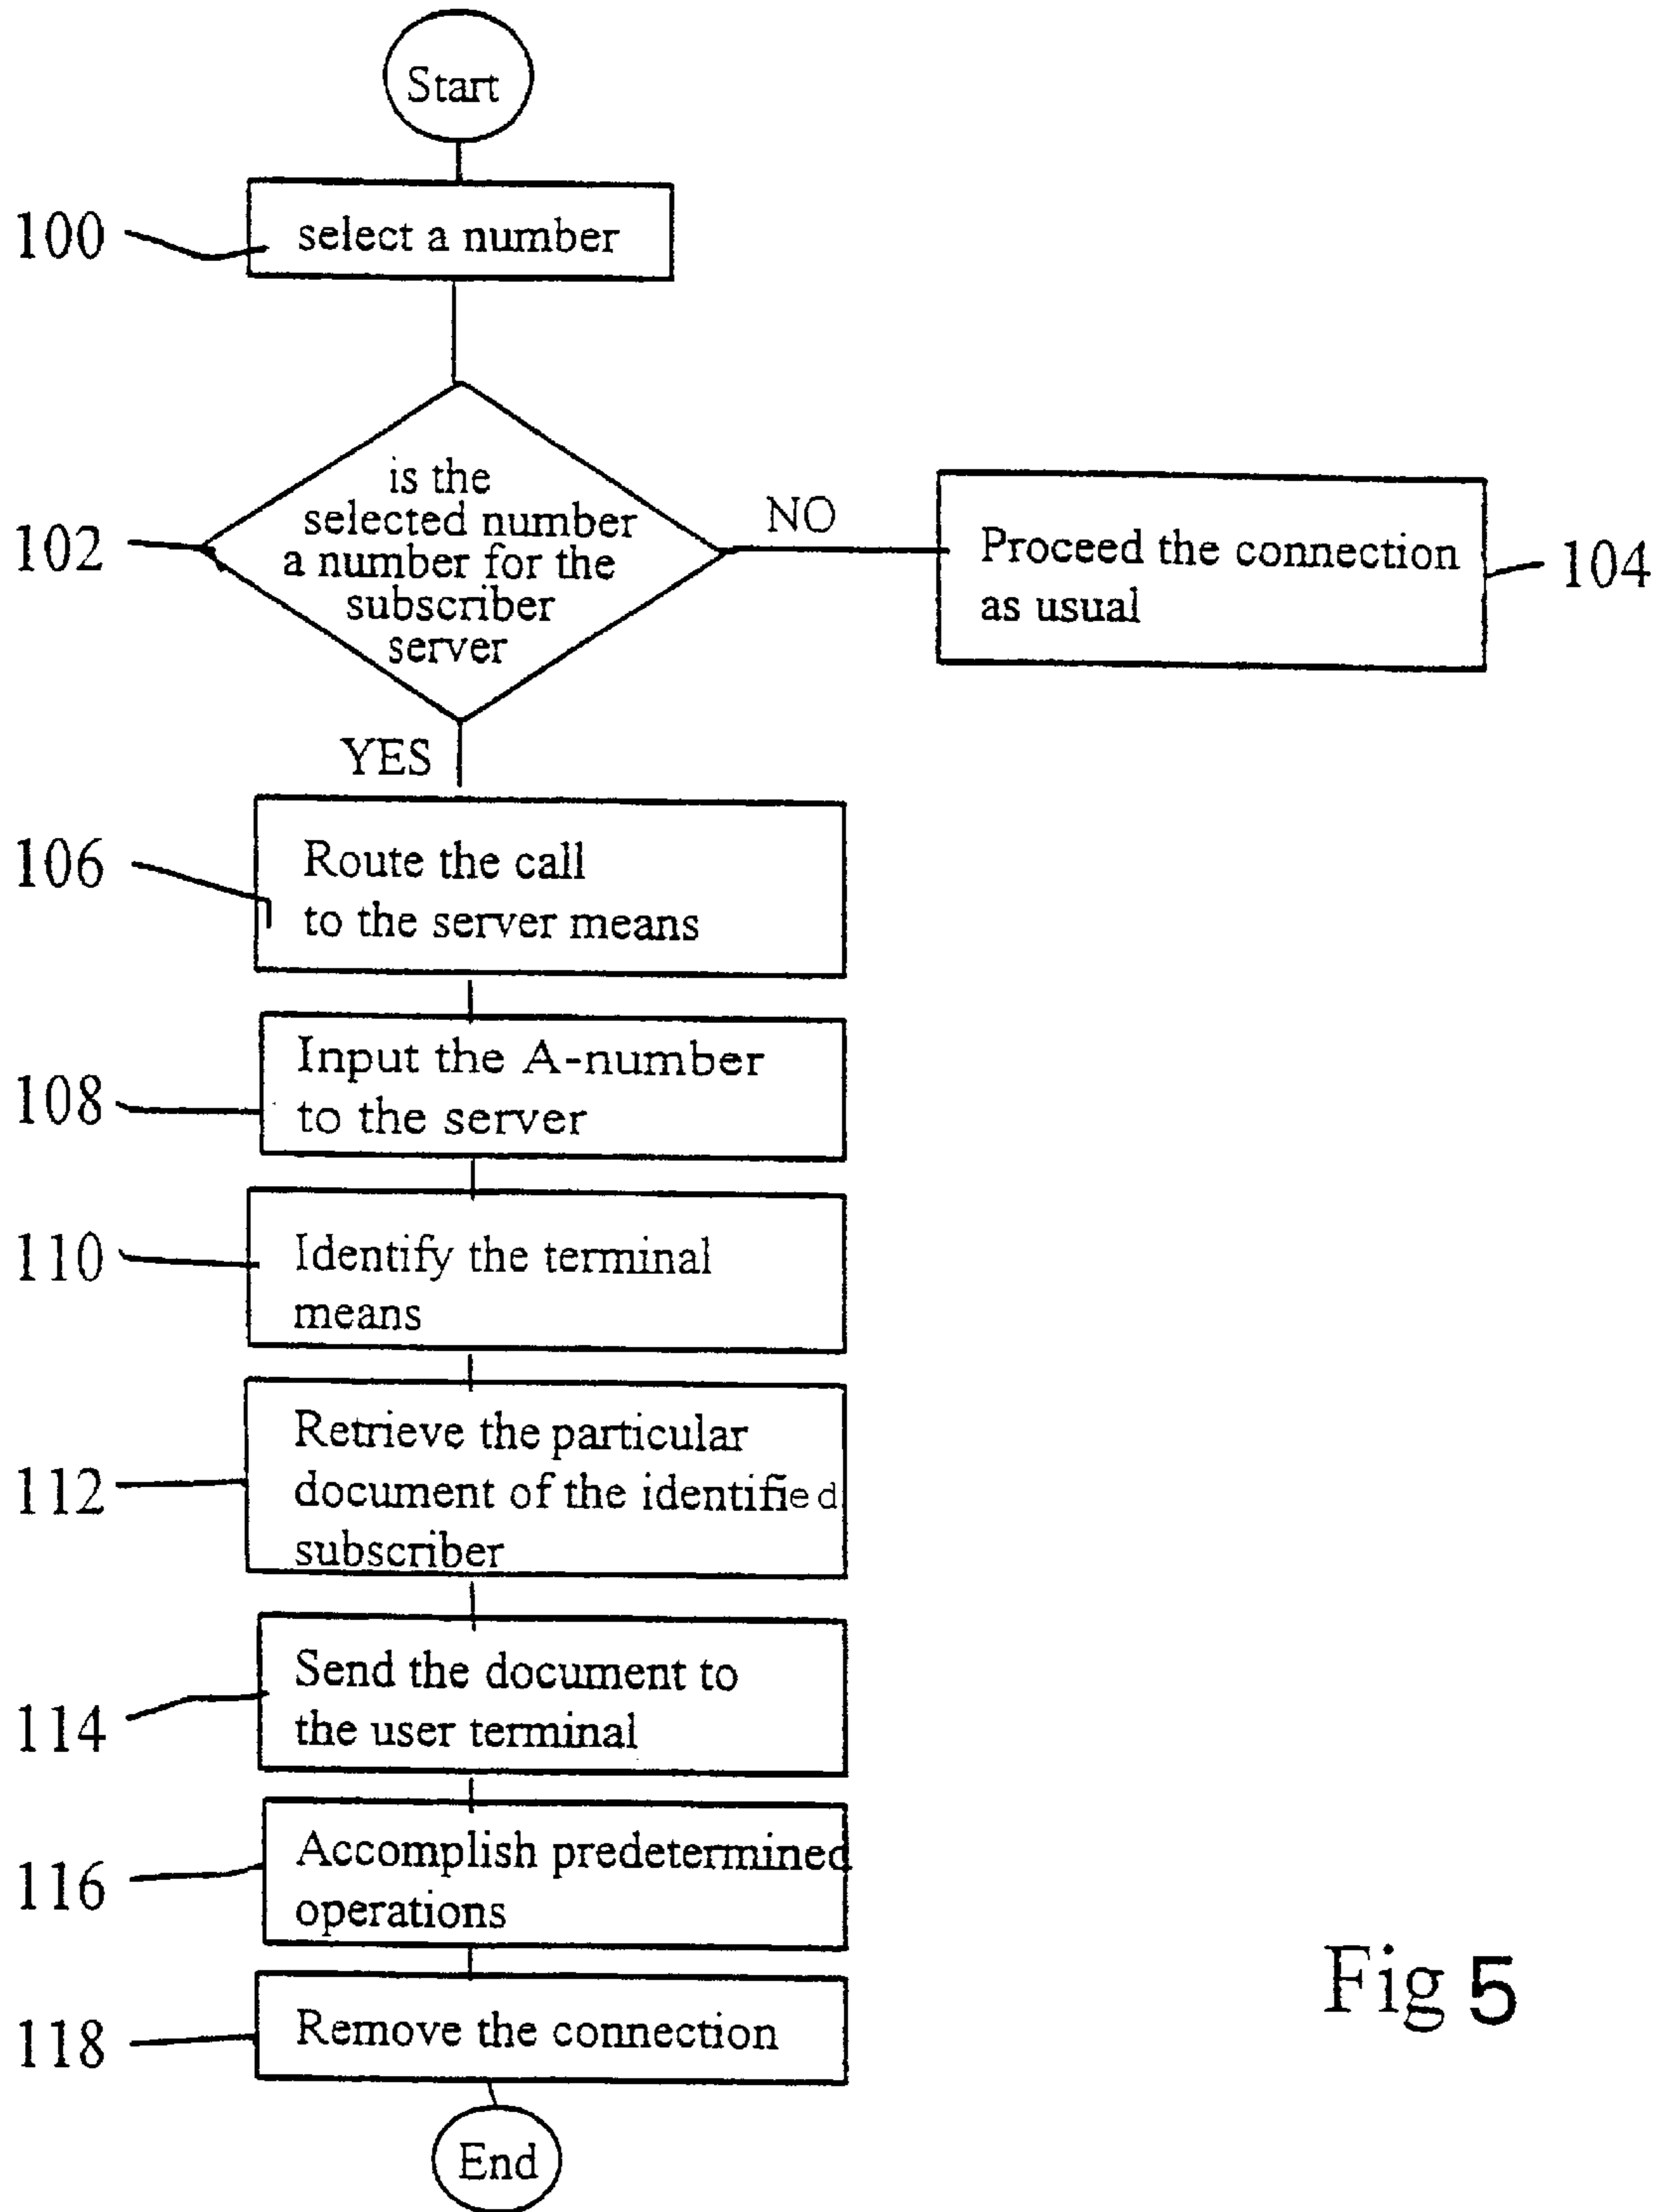 Start
100
select a number
102
is the
selected number
a number for the
subscriber
server
NO
Proceed the connection
as usual
104
YES
106
Route the call
to the server means
108
Input the A-number
to the server
110
Identify the terminal
means
112
Retrieve the particular
document of the identified
subscriber
114
Send the document to
the user terminal
116
Accomplish predetermined
operations
118
Remove the connection
End
Fig 5